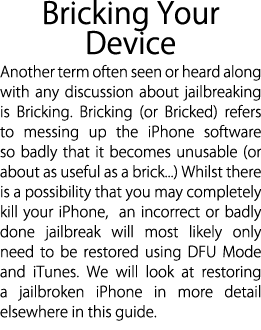 Bricking Your
Device
Another term often seen or heard along
with any discussion about jailbreaking
is Bricking. Bricking (or Bricked) refers
to messing up the iPhone software
so badly that it becomes unusable (or
about as useful as a brick...) Whilst there
is a possibility that you may completely
kill your iPhone, an incorrect or badly
done jailbreak will most likely only
need to be restored using DFU Mode
and iTunes. We will look at restoring
a jailbroken iPhone in more detail
elsewhere in this guide.